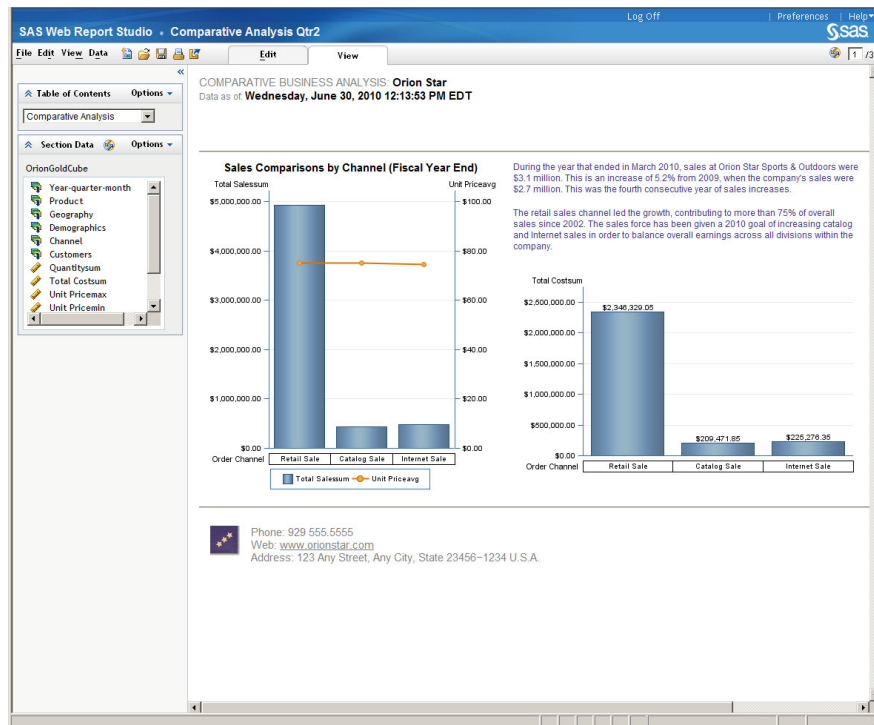 Log Off | Preferences | Help
SAS Web Report Studio • Comparative Analysis Qtr2
sas
File Edit View Data
Edit
View
1 /3
«
Table of Contents Options
Comparative Analysis
Section Data Options
OrionGoldCube
Year-quarter-month
Product
Geography
Demographics
Channel
Customers
Quantitysum
Total Costsum
Unit Pricemax
Unit Pricemin
COMPARATIVE BUSINESS ANALYSIS: Orion Star
Data as of: Wednesday, June 30, 2010 12:13:53 PM EDT
Sales Comparisons by Channel (Fiscal Year End)
Total Salessum
Unit Priceavg
$5,000,000.00
$100.00
$4,000,000.00
$80.00
$3,000,000.00
$60.00
$2,000,000.00
$40.00
$1,000,000.00
$20.00
$0.00
$0.00
Order Channel
Retail Sale
Catalog Sale
Internet Sale
Total Salessum
Unit Priceavg
During the year that ended in March 2010, sales at Orion Star Sports & Outdoors were
$3.1 million. This is an increase of 5.2% from 2009, when the company's sales were
$2.7 million. This was the fourth consecutive year of sales increases.
The retail sales channel led the growth, contributing to more than 75% of overall
sales since 2002. The sales force has been given a 2010 goal of increasing catalog
and Internet sales in order to balance overall earnings across all divisions within the
company.
Total Costsum
$2,500,000.00
$2,346,329.05
$2,000,000.00
$1,500,000.00
$1,000,000.00
$500,000.00
$209,471.85
$225,276.35
$0.00
Order Channel
Retail Sale
Catalog Sale
Internet Sale
Phone: 929 555.5555
Web: www.orionstar.com
Address: 123 Any Street, Any City, State 23456-1234 U.S.A.